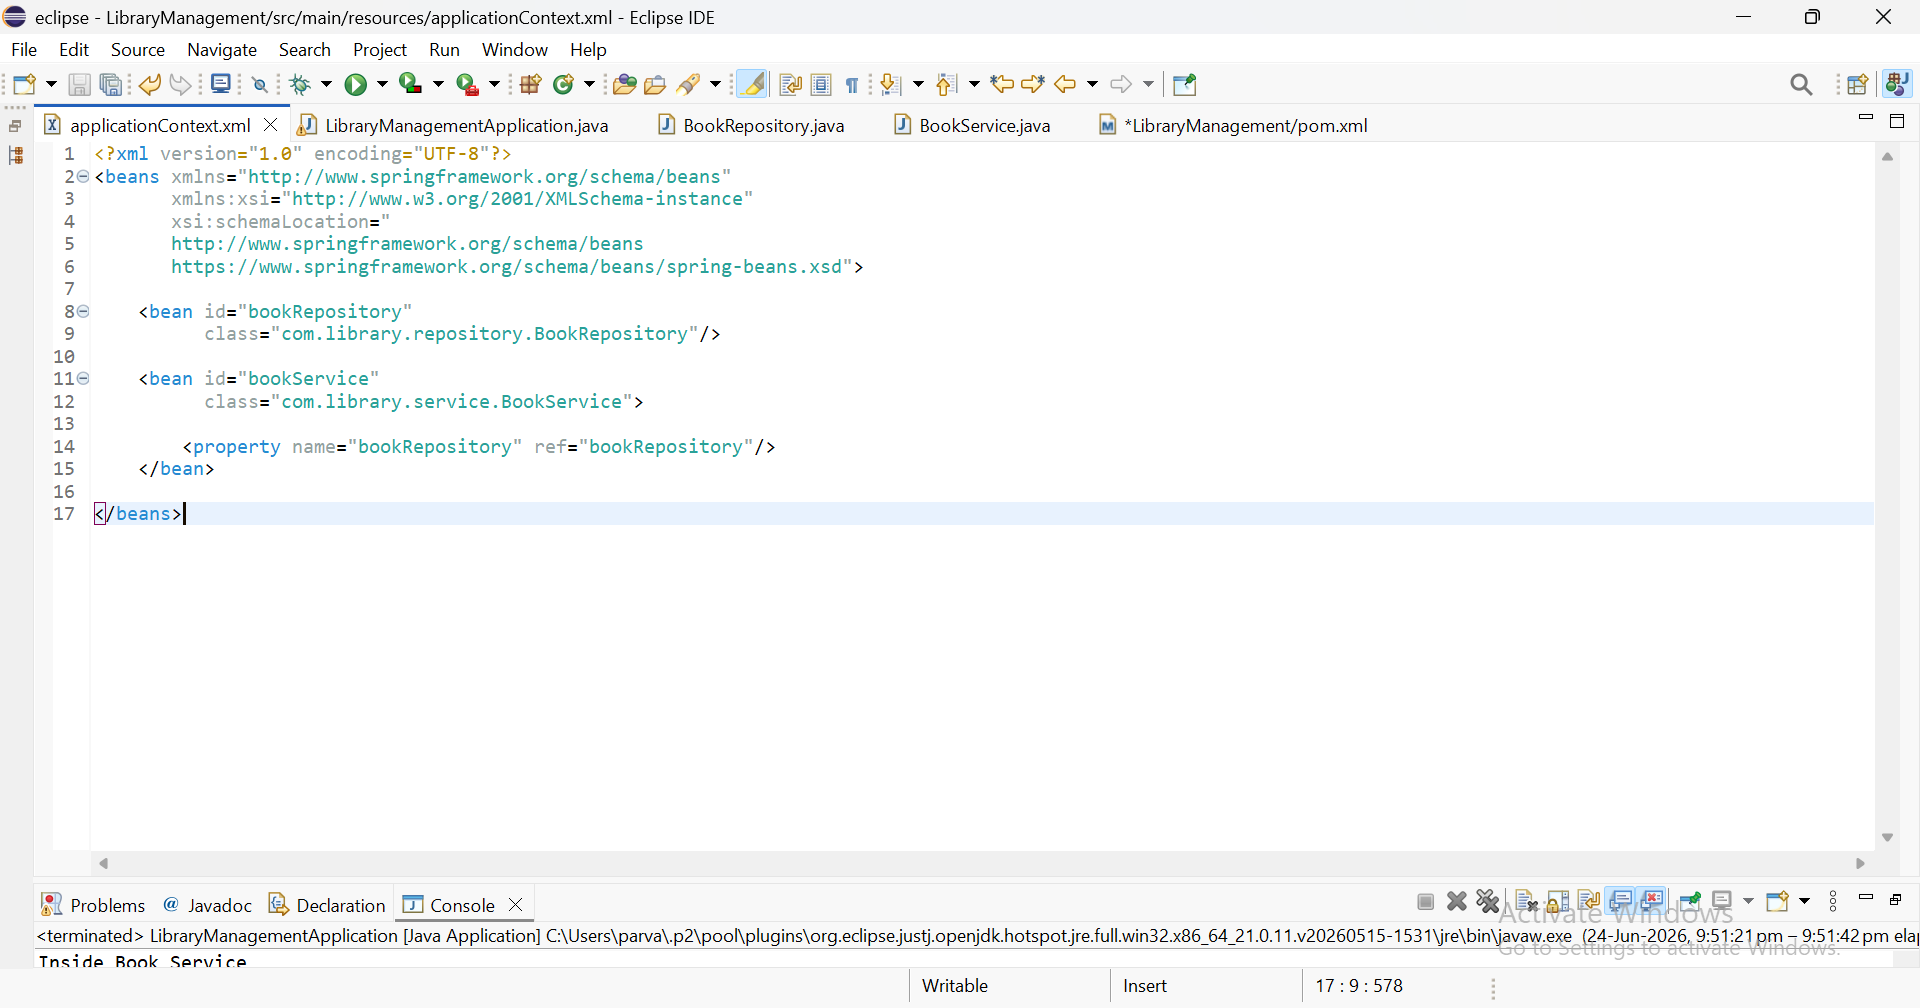 eclipse - LibraryManagement/src/main/resources/applicationContext.xml - Eclipse IDE
File Edit Source Navigate Search Project Run Window Help
applicationContext.xml LibraryManagementApplication.java BookRepository.java BookService.java *LibraryManagement/pom.xml
1 <?xml version="1.0" encoding="UTF-8"?>
2 <beans xmlns="http://www.springframework.org/schema/beans"
3 xmlns:xsi="http://www.w3.org/2001/XMLSchema-instance"
4 xsi:schemaLocation="
5 http://www.springframework.org/schema/beans
6 https://www.springframework.org/schema/beans/spring-beans.xsd">
7
8 <bean id="bookRepository"
9 class="com.library.repository.BookRepository"/>
10
11 <bean id="bookService"
12 class="com.library.service.BookService">
13
14 <property name="bookRepository" ref="bookRepository"/>
15 </bean>
16
17 </beans>
Problems Javadoc Declaration Console
Activate Windows
<terminated> LibraryManagementApplication [Java Application] C:\Users\parva\.p2\pool\plugins\org.eclipse.justj.openjdk.hotspot.jre.full.win32.x86_64_21.0.11.v20260515-1531\jre\bin\javaw.exe (24-Jun-2026, 9:51:21 pm – 9:51:42 pm elap
Go to Settings to activate Windows.
Inside Book Service
Writable Insert 17 : 9 : 578